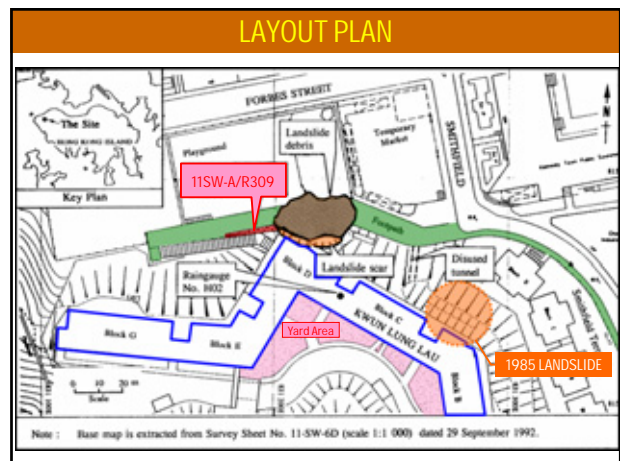 LAYOUT PLAN
FORBES STREET
The Site
HONG KONG ISLAND
Key Plan
Playground
Landslide
debris
Temporary
Market
SMITHFIELD
N
11SW-A/R309
Footpath
Raingauge
No. H02
Block D
Landslide scar
Disused
tunnel
Block C
KWUN LUNG LAU
Block G
Block E
Yard Area
Block B
1985 LANDSLIDE
0 10 20 m
Scale
Note : Base map is extracted from Survey Sheet No. 11-SW-6D (scale 1:1 000) dated 29 September 1992.